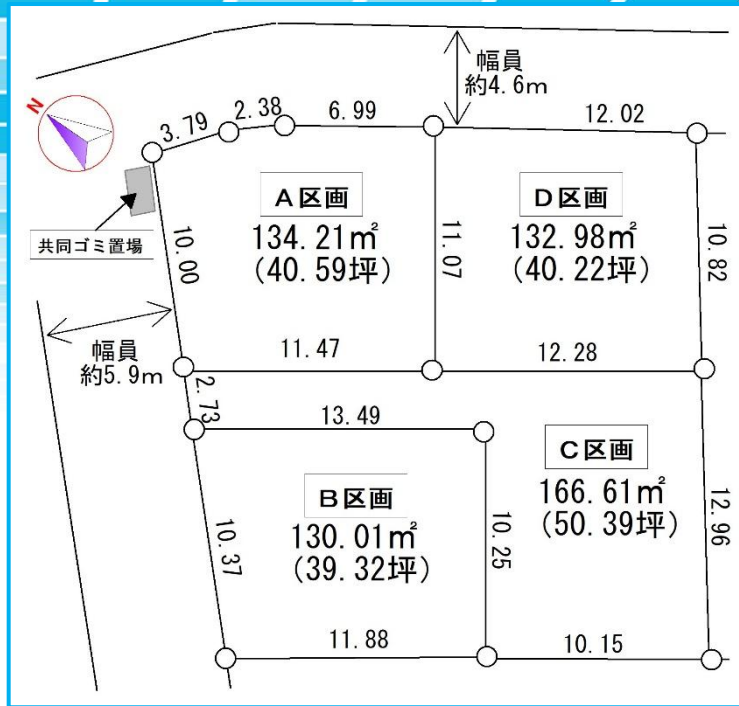 N
幅員
約4.6m
3.79
2.38
6.99
12.02
A区画
134.21㎡
(40.59坪)
D区画
132.98㎡
(40.22坪)
共同ゴミ置場
10.00
11.07
10.82
幅員
約5.9m
11.47
12.28
2.73
13.49
C区画
166.61㎡
(50.39坪)
B区画
130.01㎡
(39.32坪)
10.37
10.25
12.96
11.88
10.15